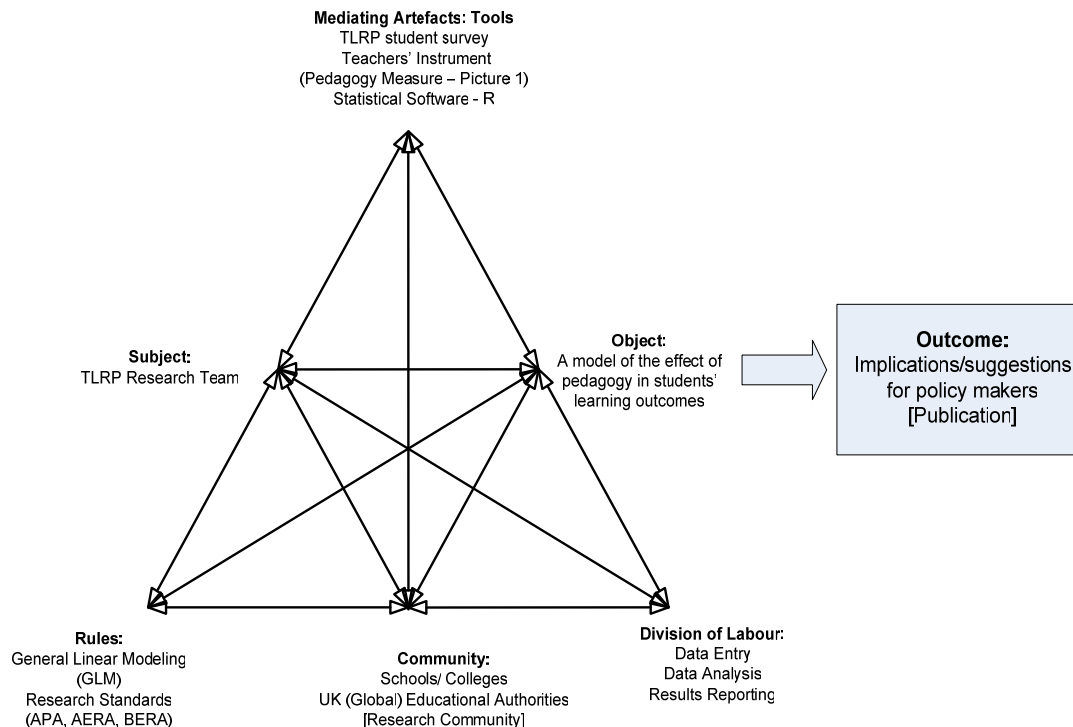 Mediating Artefacts: Tools
TLRP student survey
Teachers' Instrument
(Pedagogy Measure – Picture 1)
Statistical Software - R
Subject:
TLRP Research Team
Object:
A model of the effect of
pedagogy in students'
learning outcomes
Outcome:
Implications/suggestions
for policy makers
[Publication]
Rules:
General Linear Modeling
(GLM)
Research Standards
(APA, AERA, BERA)
Community:
Schools/ Colleges
UK (Global) Educational Authorities
[Research Community]
Division of Labour:
Data Entry
Data Analysis
Results Reporting